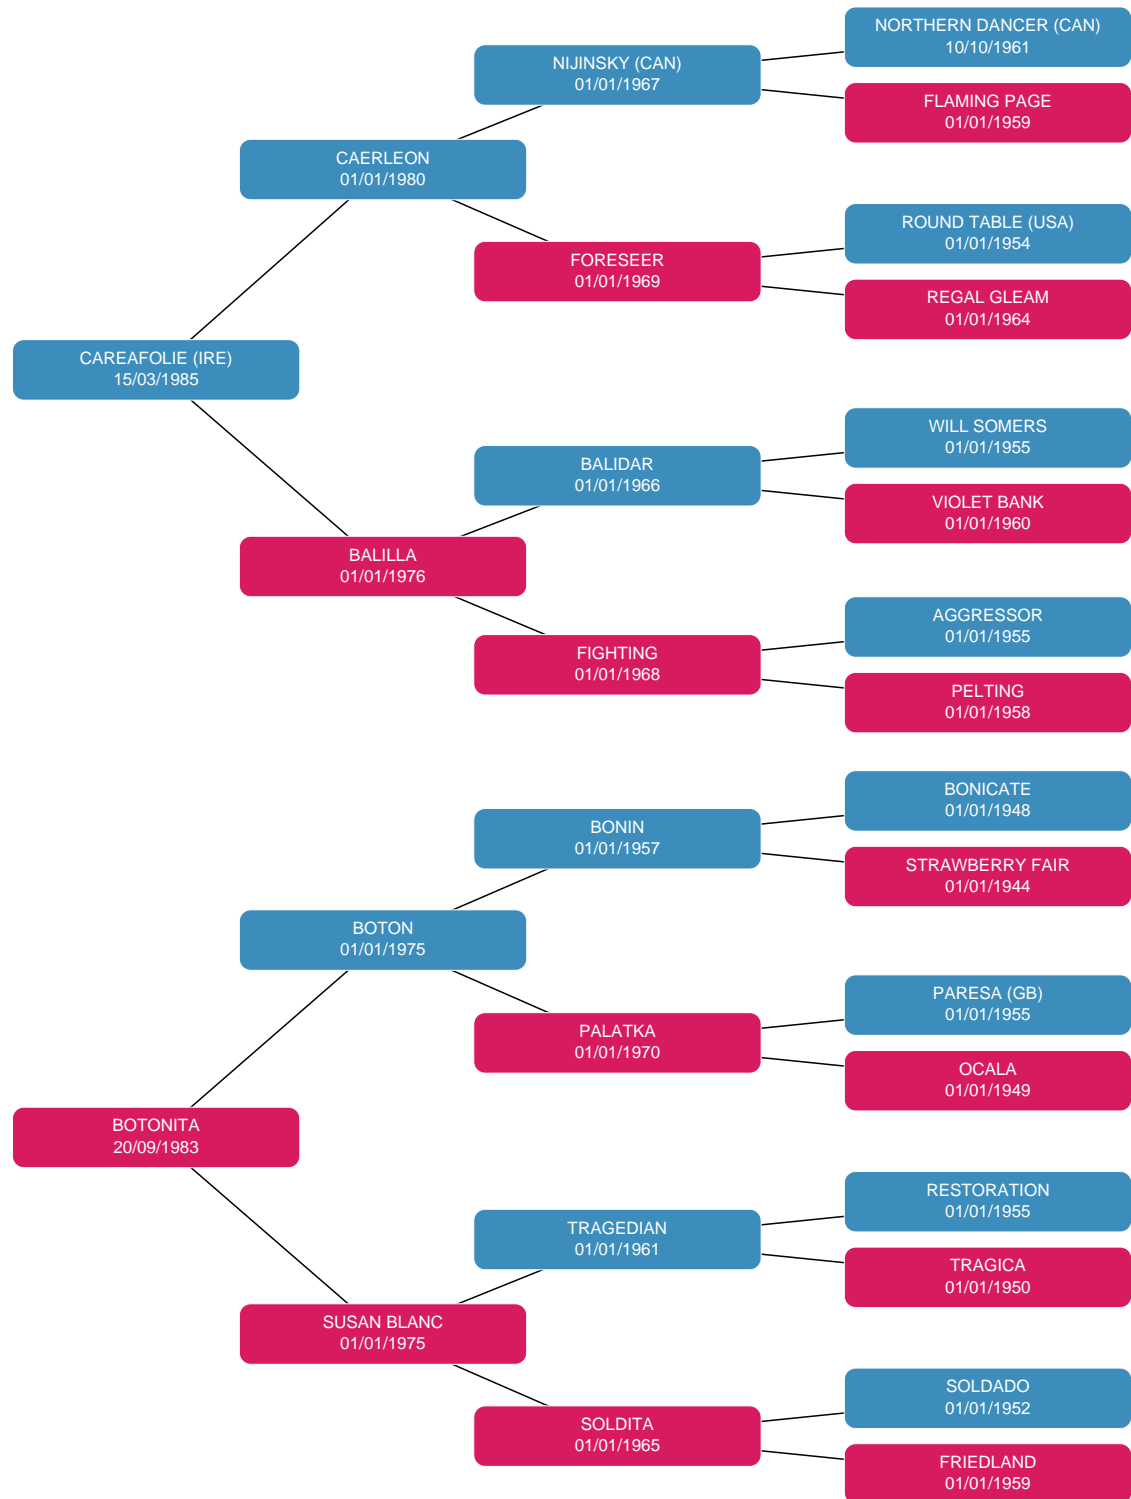 NORTHERN DANCER (CAN)
10/10/1961
NIJINSKY (CAN)
01/01/1967
FLAMING PAGE
01/01/1959
CAERLEON
01/01/1980
ROUND TABLE (USA)
01/01/1954
FORESEER
01/01/1969
REGAL GLEAM
01/01/1964
CAREAFOLIE (IRE)
15/03/1985
WILL SOMERS
01/01/1955
BALIDAR
01/01/1966
VIOLET BANK
01/01/1960
BALILLA
01/01/1976
AGGRESSOR
01/01/1955
FIGHTING
01/01/1968
PELTING
01/01/1958
BONICATE
01/01/1948
BONIN
01/01/1957
STRAWBERRY FAIR
01/01/1944
BOTON
01/01/1975
PARESA (GB)
01/01/1955
PALATKA
01/01/1970
OCALA
01/01/1949
BOTONITA
20/09/1983
RESTORATION
01/01/1955
TRAGEDIAN
01/01/1961
TRAGICA
01/01/1950
SUSAN BLANC
01/01/1975
SOLDADO
01/01/1952
SOLDITA
01/01/1965
FRIEDLAND
01/01/1959